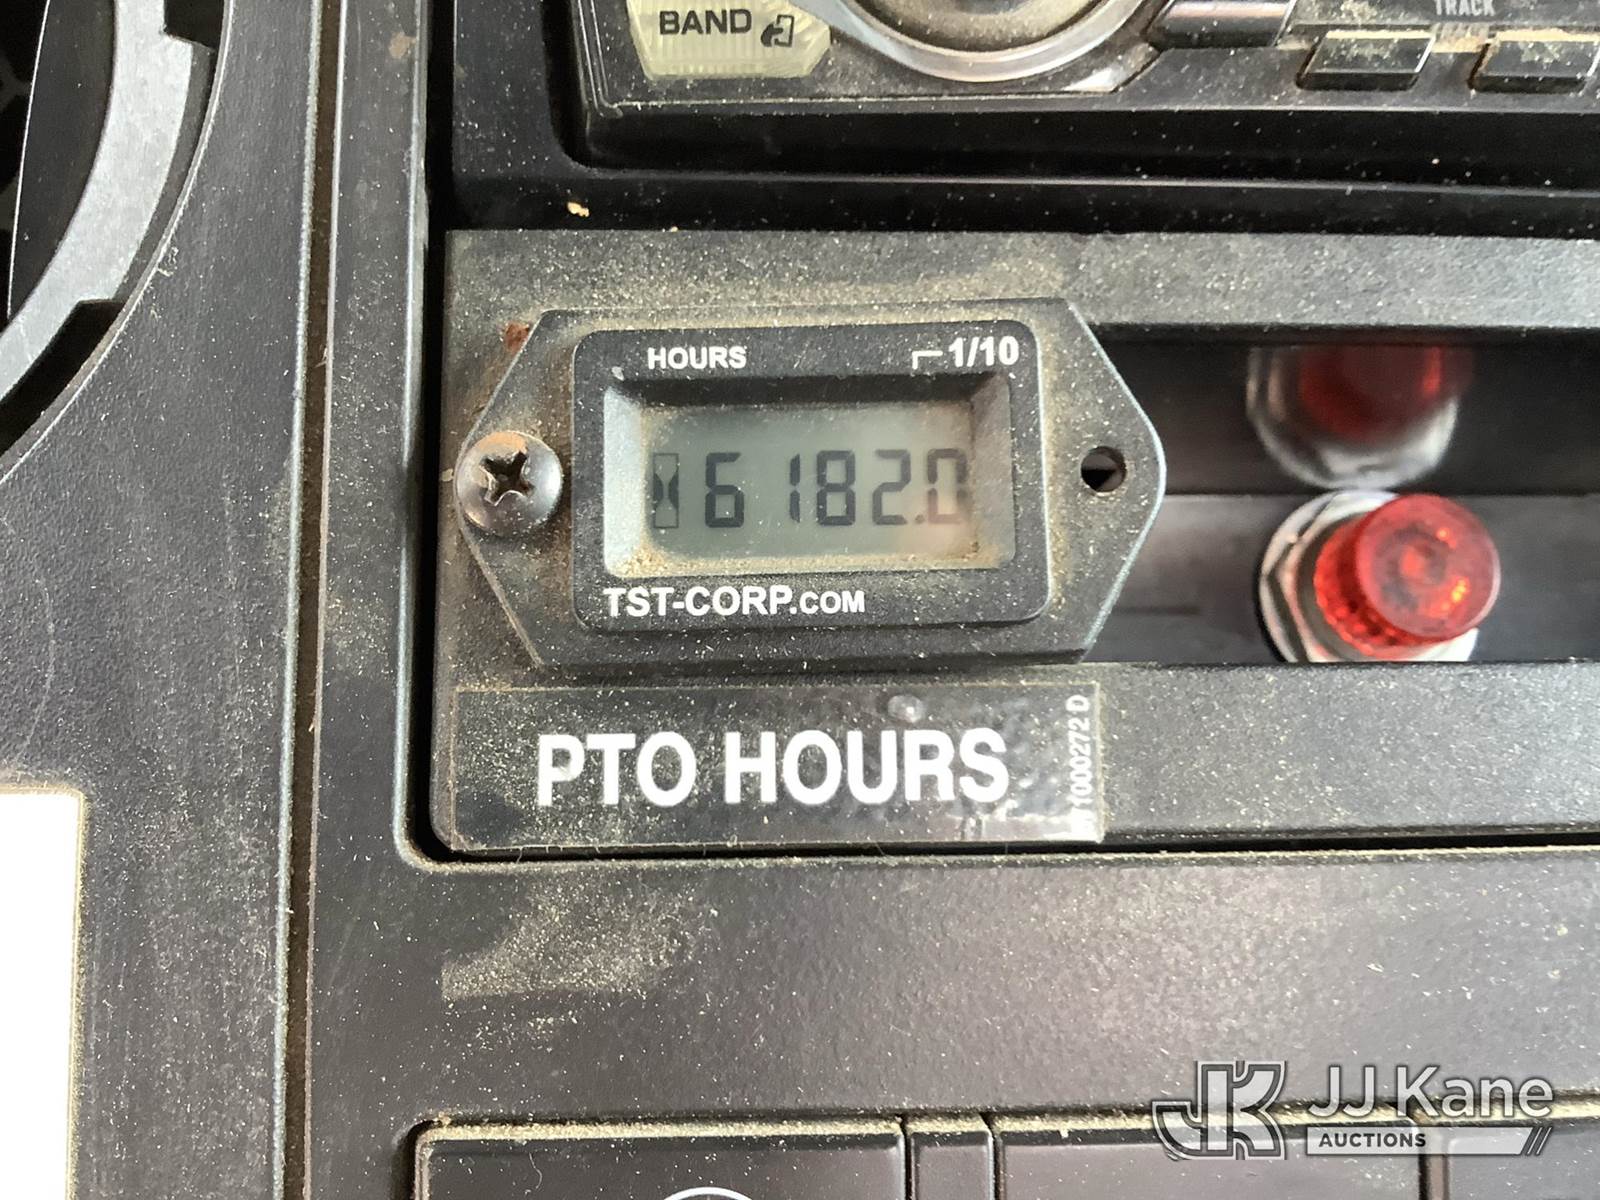 BAND
TRACK
HOURS
1/10
6182.0
TST-CORP.COM
PTO HOURS
1000272 D
JJ Kane
AUCTIONS